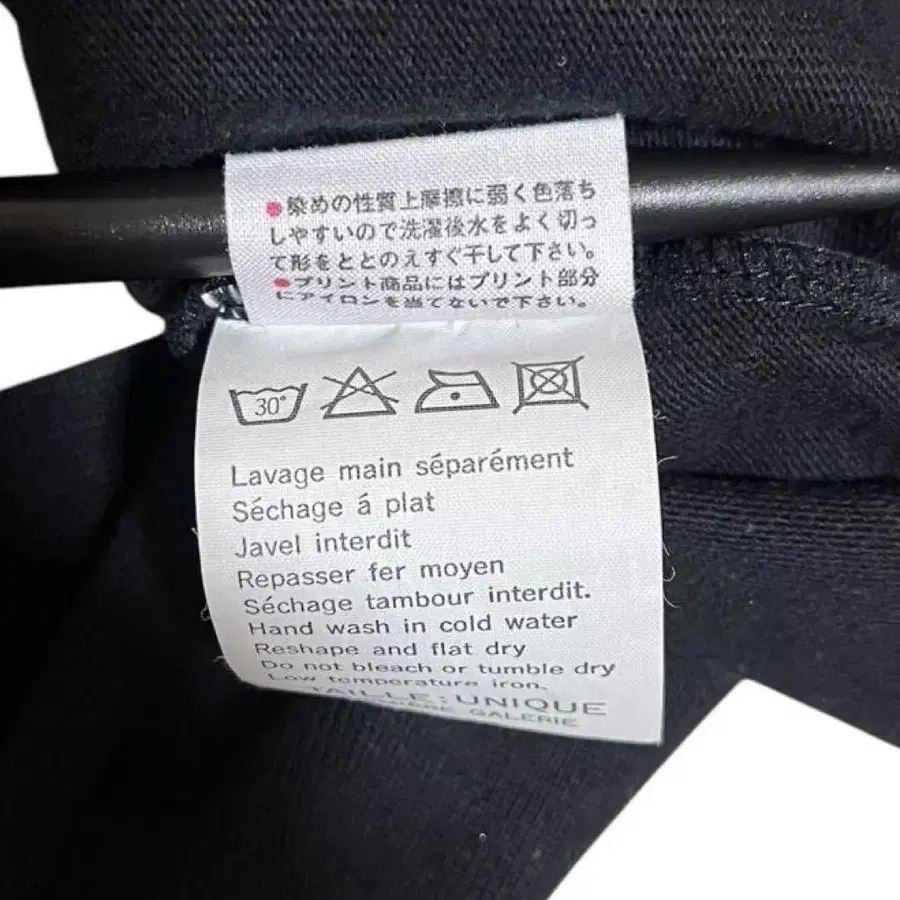 ●染めの性質上摩擦に弱く色落ち
しやすいので洗濯後水をよく切っ
て形をととのえすぐ干して下さい。
●プリント商品にはプリント部分
にアイロンを当てないで下さい。
30°
Lavage main séparément
Séchage á plat
Javel interdit
Repasser fer moyen
Séchage tambour interdit.
Hand wash in cold water
Reshape and flat dry
Do not bleach or tumble dry
Low temperature iron.
TAILLE : UNIQUE
GALERIE